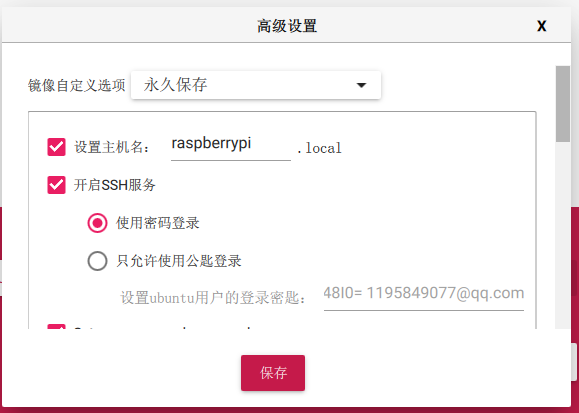 高级设置 X
镜像自定义选项 永久保存
设置主机名： raspberrypi .local
开启SSH服务
使用密码登录
只允许使用公匙登录
设置ubuntu用户的登录密匙： 48I0= 1195849077@qq.com
保存